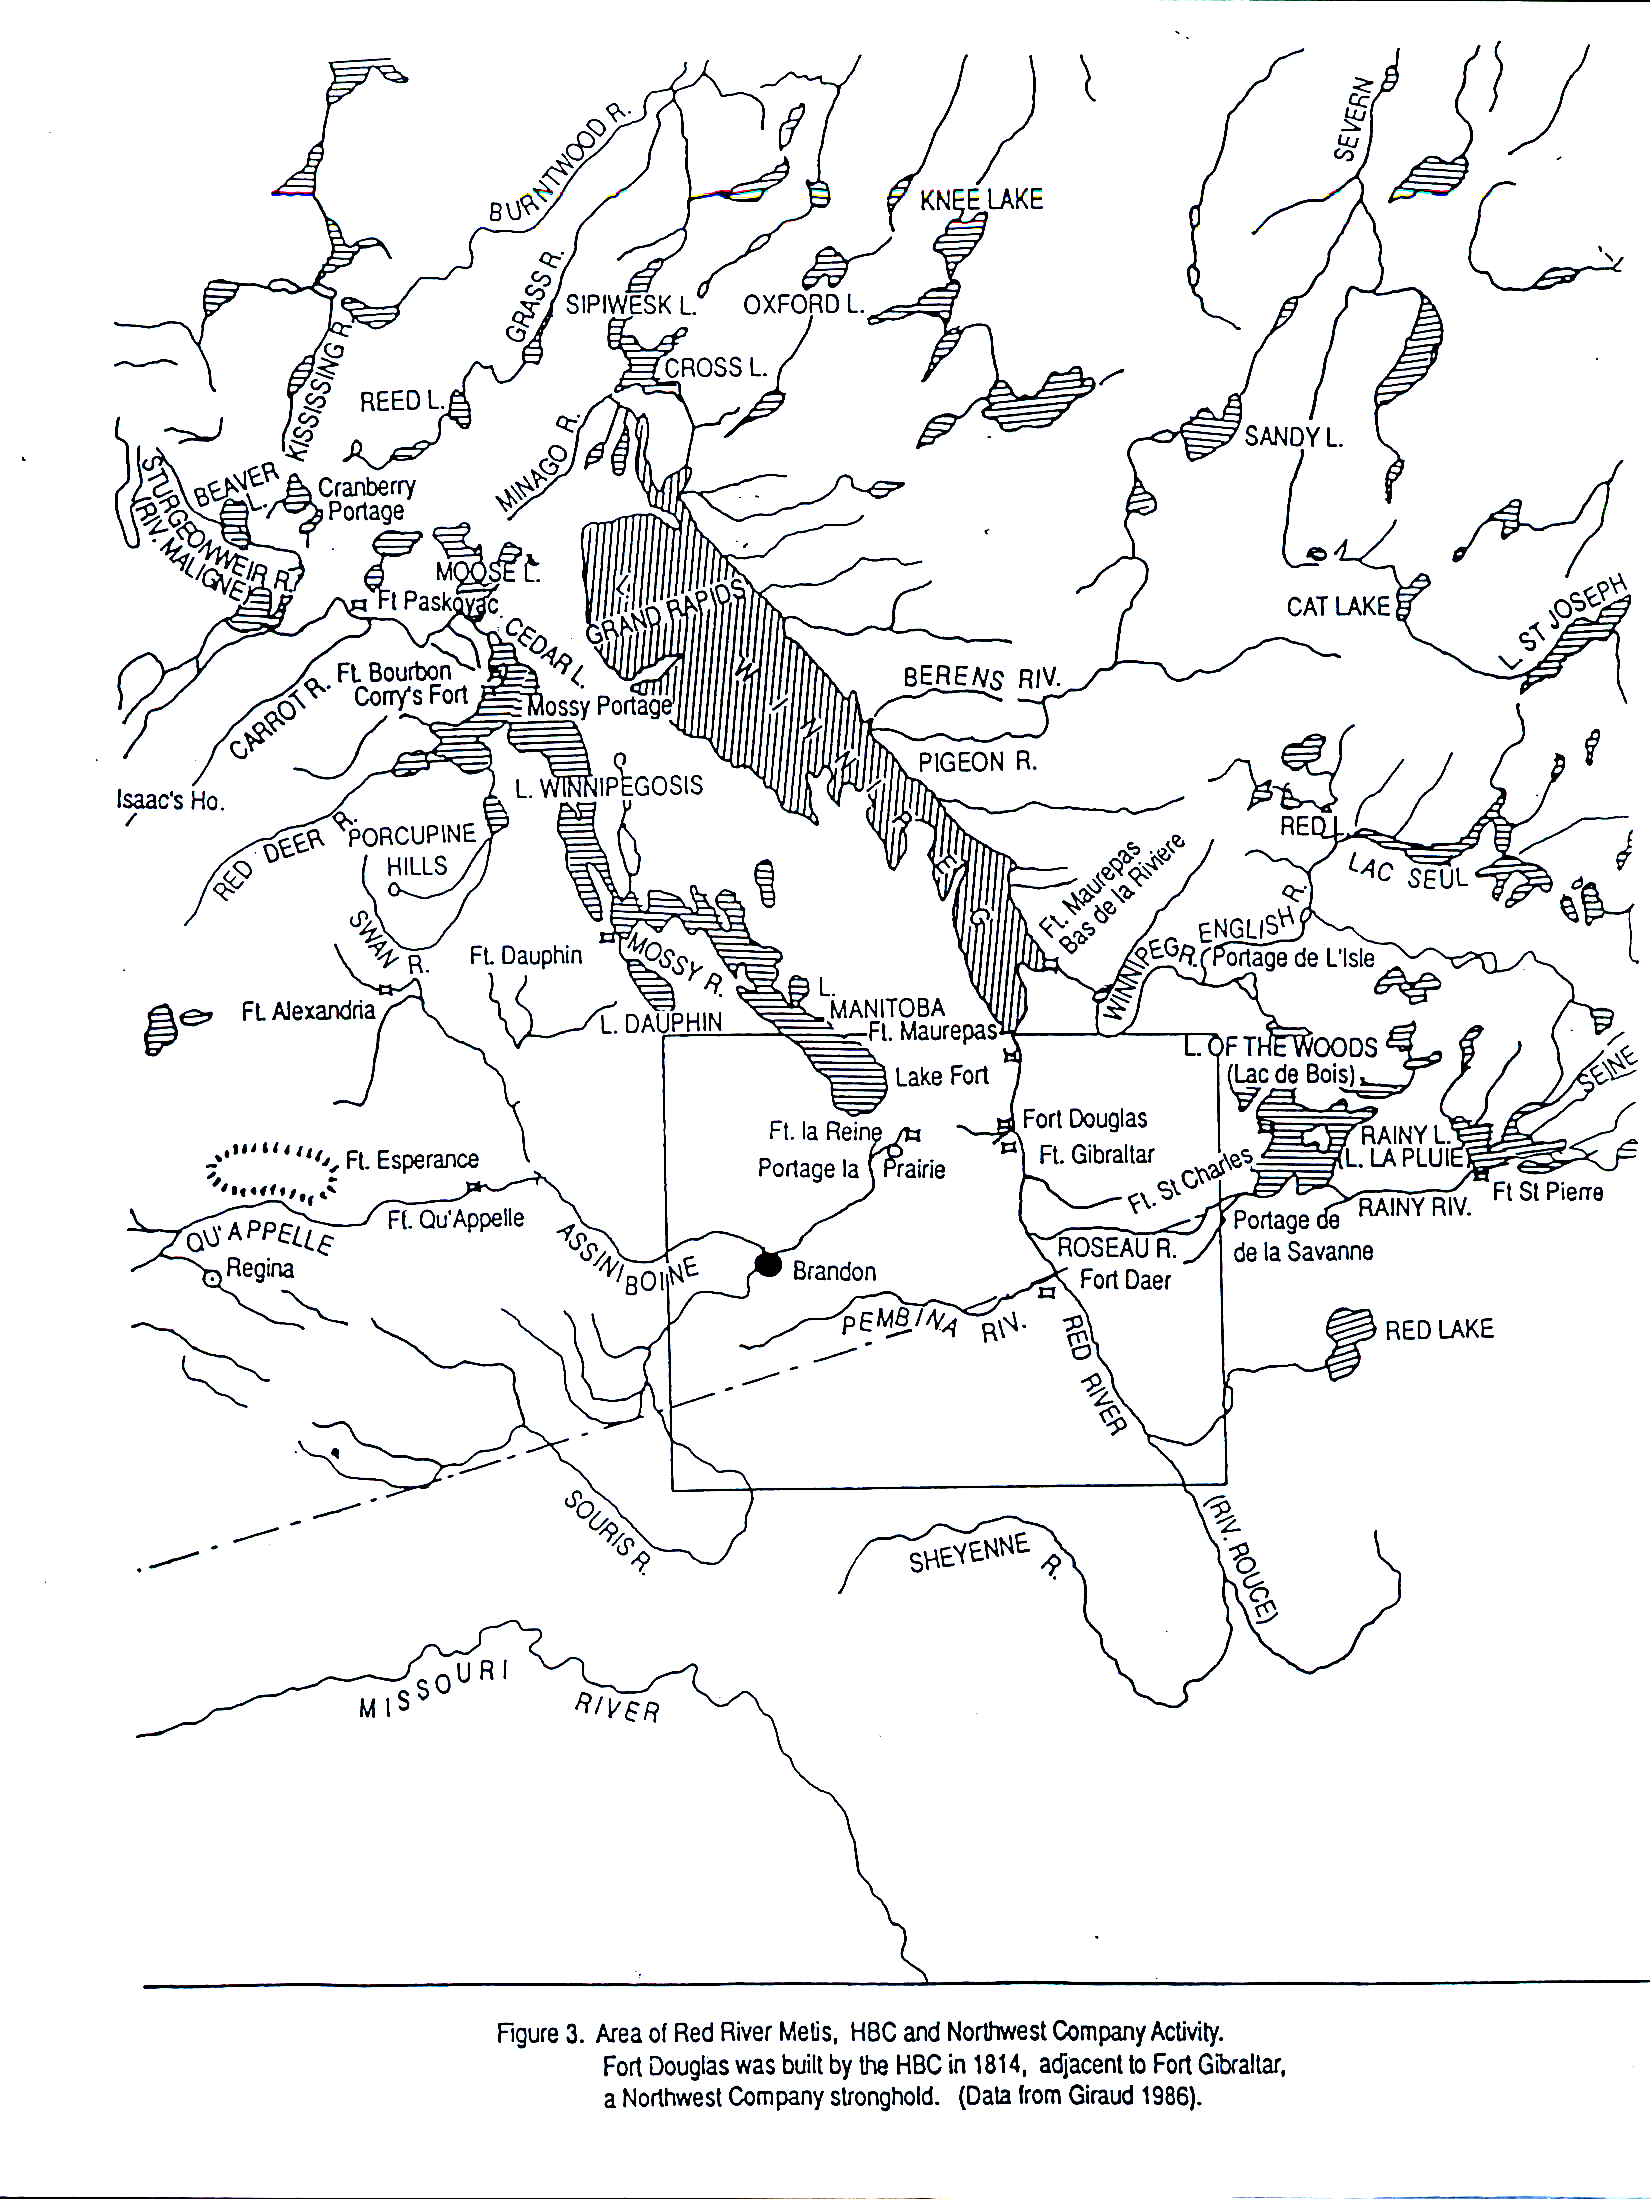 SEVERN
BURNTWOOD R.
KNEE LAKE
GRASS R.
SIPIWESK L.
OXFORD L.
KISSISSING R.
CROSS L.
REED L.
MINAGO R.
SANDY L.
BEAVER
L.
Cranberry
Portage
STURGEONWEIR R.
(RIV. MALIGNE)
MOOSE L.
Ft Paskoyac
L. WINNIPEG
GRAND RAPIDS
CAT LAKE
L. ST JOSEPH
CEDAR L.
Ft. Bourbon
Corry's Fort
CARROT R.
Mossy Portage
BERENS RIV.
PIGEON R.
Isaac's Ho.
L. WINNIPEGOSIS
RED DEER R.
PORCUPINE
HILLS
RED L.
LAC SEUL
Ft. Maurepas
Bas de la Riviere
SWAN R.
Ft. Dauphin
MOSSY R.
ENGLISH R.
WINNIPEG R.
(Portage de L'Isle
Ft. Alexandria
L. DAUPHIN
L.
MANITOBA
Ft. Maurepas
L. OF THE WOODS
(Lac de Bois)
SEINE
Lake Fort
Fort Douglas
Ft. la Reine
Ft. Gibraltar
RAINY L.
(L. LA PLUIE)
Portage la Prairie
Ft. Esperance
Ft. St Charles
Ft St Pierre
RAINY RIV.
Ft. Qu'Appelle
QU'APPELLE
Portage de
de la Savanne
ASSINIBOINE
ROSEAU R.
Regina
Brandon
Fort Daer
PEMBINA RIV.
RED RIVER
RED LAKE
SOURIS R.
(RIV. ROUCE)
SHEYENNE R.
MISSOURI RIVER
Figure 3. Area of Red River Metis, HBC and Northwest Company Activity.
Fort Douglas was built by the HBC in 1814, adjacent to Fort Gibraltar,
a Northwest Company stronghold. (Data from Giraud 1986).